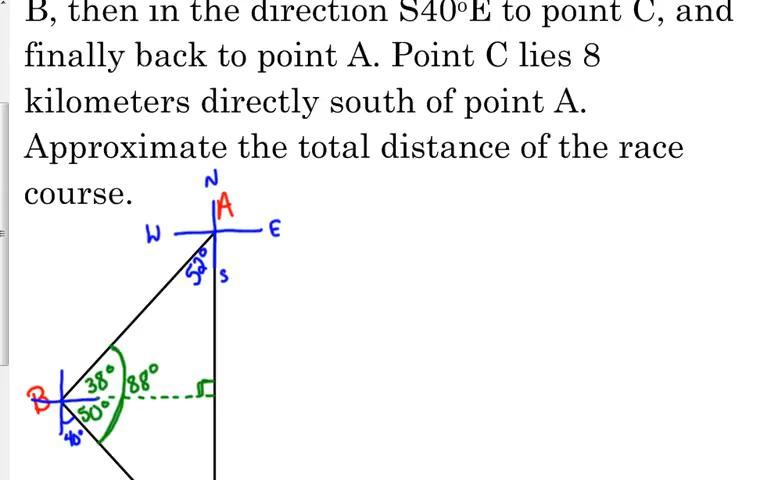 B, then in the direction S40°E to point C, and
finally back to point A. Point C lies 8
kilometers directly south of point A.
Approximate the total distance of the race
course.
N
A
W
E
52°
S
38°
88°
B
50°
40°